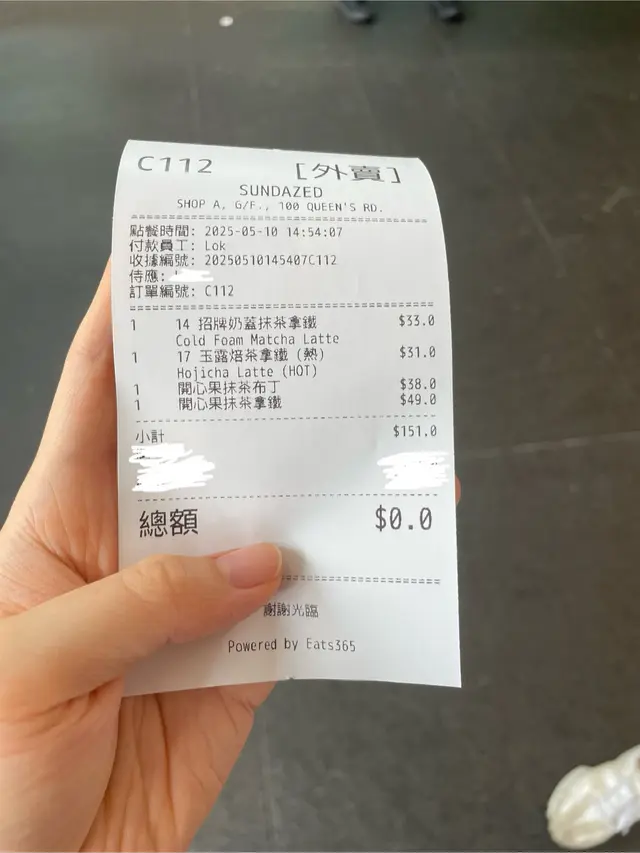 C112 [外賣]
SUNDAZED
SHOP A, G/F., 100 QUEEN'S RD.
點餐時間: 2025-05-10 14:54:07
付款員工: Lok
收據編號: 20250510145407C112
侍應:
訂單編號: C112
1 14 招牌奶蓋抹茶拿鐵 $33.0
Cold Foam Matcha Latte
1 17 玉露焙茶拿鐵 (熱) $31.0
Hojicha Latte (HOT)
1 開心果抹茶布丁 $38.0
1 開心果抹茶拿鐵 $49.0
小計 $151.0
總額 $0.0
謝謝光臨
Powered by Eats365